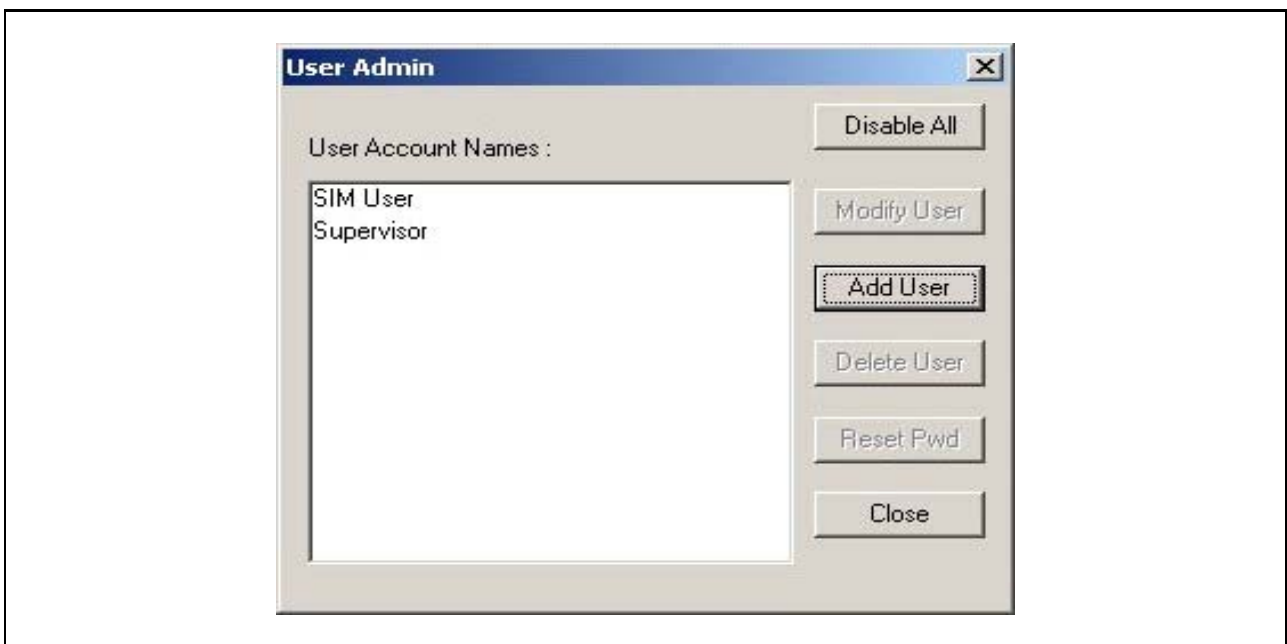 User Admin
Disable All
User Account Names :
SIM User
Supervisor
Modify User
Add User
Delete User
Reset Pwd
Close